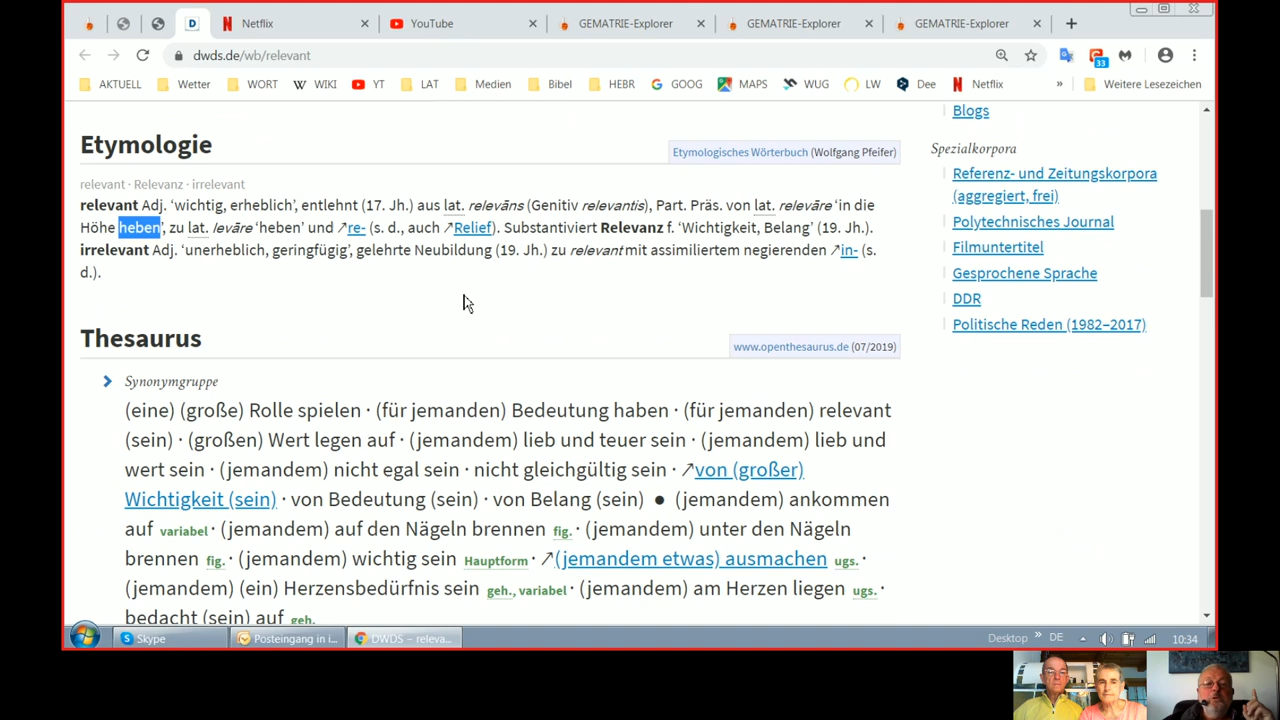 Netflix
YouTube
GEMATRIE-Explorer
GEMATRIE-Explorer
GEMATRIE-Explorer
dwds.de/wb/relevant
33
AKTUELL Wetter WORT WIKI YT LAT Medien Bibel HEBR GOOG MAPS WUG LW Dee Netflix » Weitere Lesezeichen
Blogs
Etymologie
Etymologisches Wörterbuch (Wolfgang Pfeifer)
Spezialkorpora
Referenz- und Zeitungskorpora
(aggregiert, frei)
Polytechnisches Journal
Filmuntertitel
Gesprochene Sprache
DDR
Politische Reden (1982–2017)
relevant · Relevanz · irrelevant
relevant Adj. ‘wichtig, erheblich’, entlehnt (17. Jh.) aus lat. relevāns (Genitiv relevantis), Part. Präs. von lat. relevāre ‘in die
Höhe heben’, zu lat. levāre ‘heben’ und ↗re- (s. d., auch ↗Relief). Substantiviert Relevanz f. ‘Wichtigkeit, Belang’ (19. Jh.).
irrelevant Adj. ‘unerheblich, geringfügig’, gelehrte Neubildung (19. Jh.) zu relevant mit assimiliertem negierenden ↗in- (s.
d.).
Thesaurus
www.openthesaurus.de (07/2019)
Synonymgruppe
(eine) (große) Rolle spielen · (für jemanden) Bedeutung haben · (für jemanden) relevant
(sein) · (großen) Wert legen auf · (jemandem) lieb und teuer sein · (jemandem) lieb und
wert sein · (jemandem) nicht egal sein · nicht gleichgültig sein · ↗von (großer)
Wichtigkeit (sein) · von Bedeutung (sein) · von Belang (sein) ● (jemandem) ankommen
auf variabel · (jemandem) auf den Nägeln brennen fig. · (jemandem) unter den Nägeln
brennen fig. · (jemandem) wichtig sein Hauptform · ↗(jemandem etwas) ausmachen ugs. ·
(jemandem) (ein) Herzensbedürfnis sein geh., variabel · (jemandem) am Herzen liegen ugs. ·
bedacht (sein) auf geh.
Skype
Posteingang in i...
DWDS – releva...
Desktop » DE 10:34